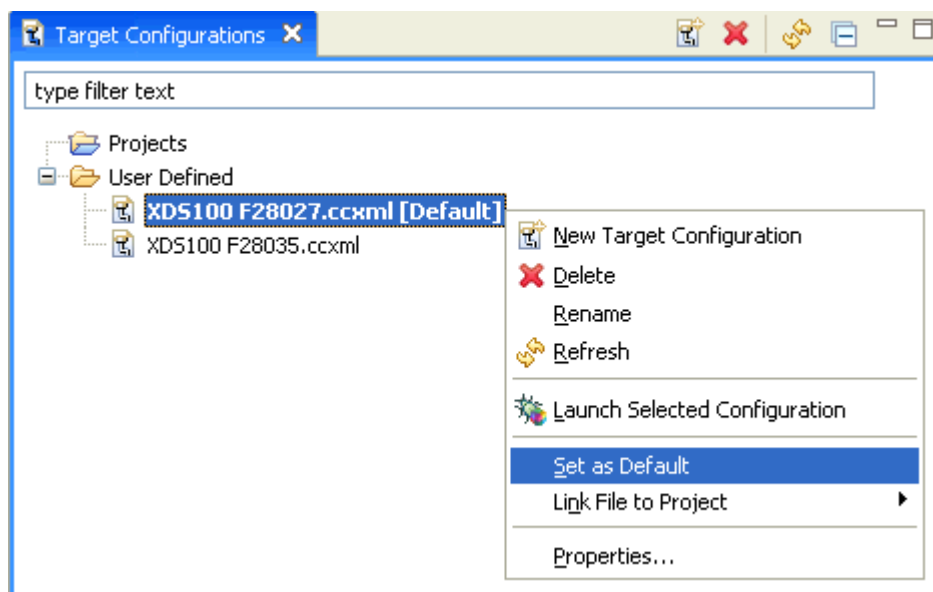 Target Configurations
type filter text
Projects
User Defined
XDS100 F28027.ccxml [Default]
XDS100 F28035.ccxml
New Target Configuration
Delete
Rename
Refresh
Launch Selected Configuration
Set as Default
Link File to Project
Properties...